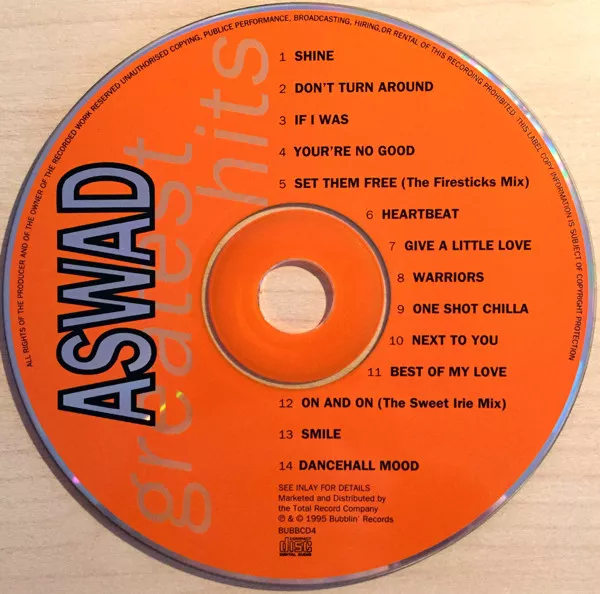 ALL RIGHTS OF THE PRODUCER AND OF THE OWNER OF THE RECORDED WORK RESERVED UNAUTHORISED COPYING, PUBLICE PERFORMANCE, BROADCASTING, HIRING, OR RENTAL OF THIS RECORDING PROHIBITED. THIS LABEL COPY INFORMATION IS SUBJECT OF COPYRIGHT PROTECTION
ASWAD
greatest
hits
1 SHINE
2 DON'T TURN AROUND
3 IF I WAS
4 YOUR'RE NO GOOD
5 SET THEM FREE (The Firesticks Mix)
6 HEARTBEAT
7 GIVE A LITTLE LOVE
8 WARRIORS
9 ONE SHOT CHILLA
10 NEXT TO YOU
11 BEST OF MY LOVE
12 ON AND ON (The Sweet Irie Mix)
13 SMILE
14 DANCEHALL MOOD
SEE INLAY FOR DETAILS
Marketed and Distributed by
the Total Record Company
℗ & © 1995 Bubblin' Records
BUBBCD4
COMPACT
disc
DIGITAL AUDIO